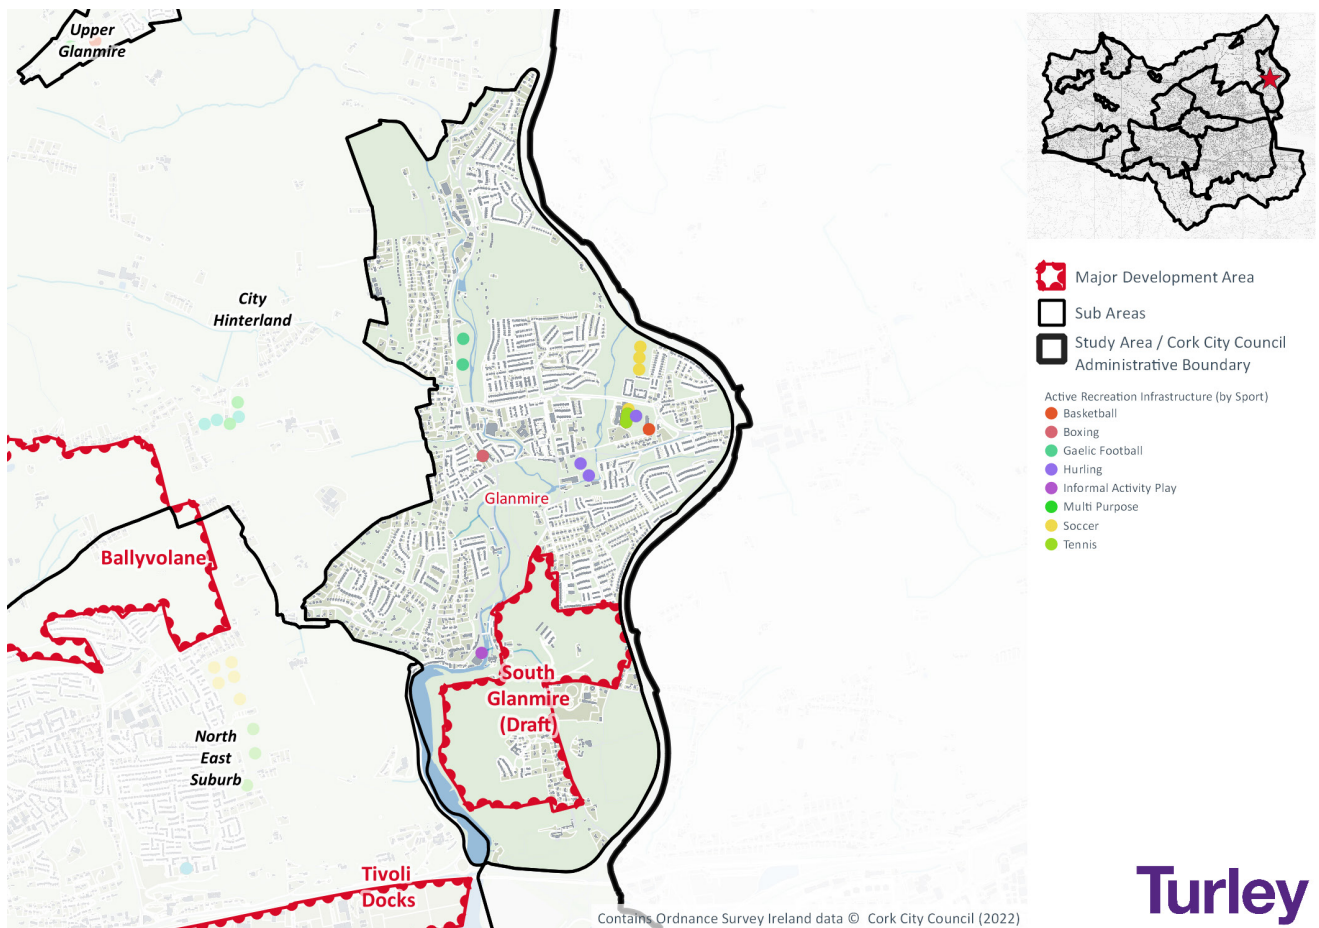 Upper
Glanmire
City
Hinterland
Glanmire
Ballyvolane
South
Glanmire
(Draft)
North
East
Suburb
Tivoli
Docks
Major Development Area
Sub Areas
Study Area / Cork City Council
Administrative Boundary
Active Recreation Infrastructure (by Sport)
Basketball
Boxing
Gaelic Football
Hurling
Informal Activity Play
Multi Purpose
Soccer
Tennis
Contains Ordnance Survey Ireland data © Cork City Council (2022)
Turley